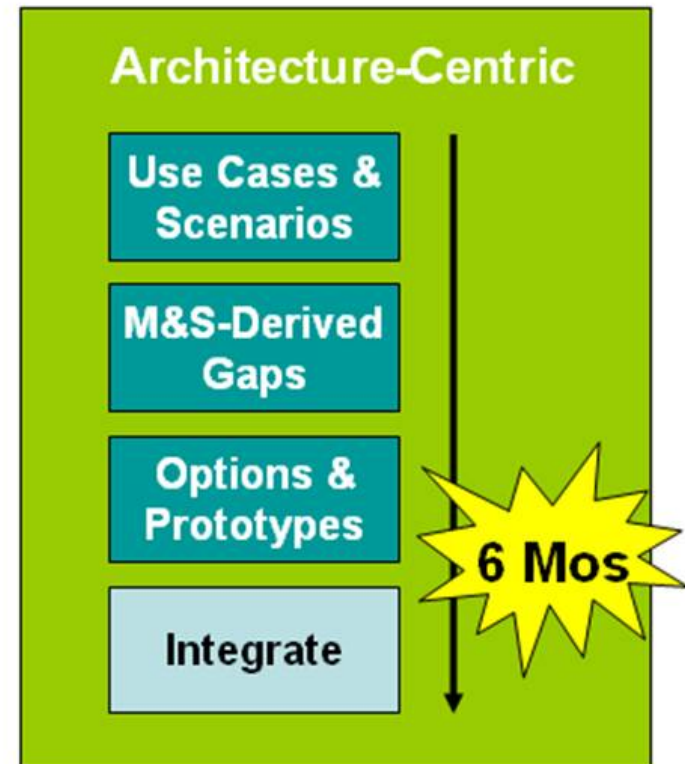 Architecture-Centric
Use Cases &
Scenarios
M&S-Derived
Gaps
Options &
Prototypes
6 Mos
Integrate